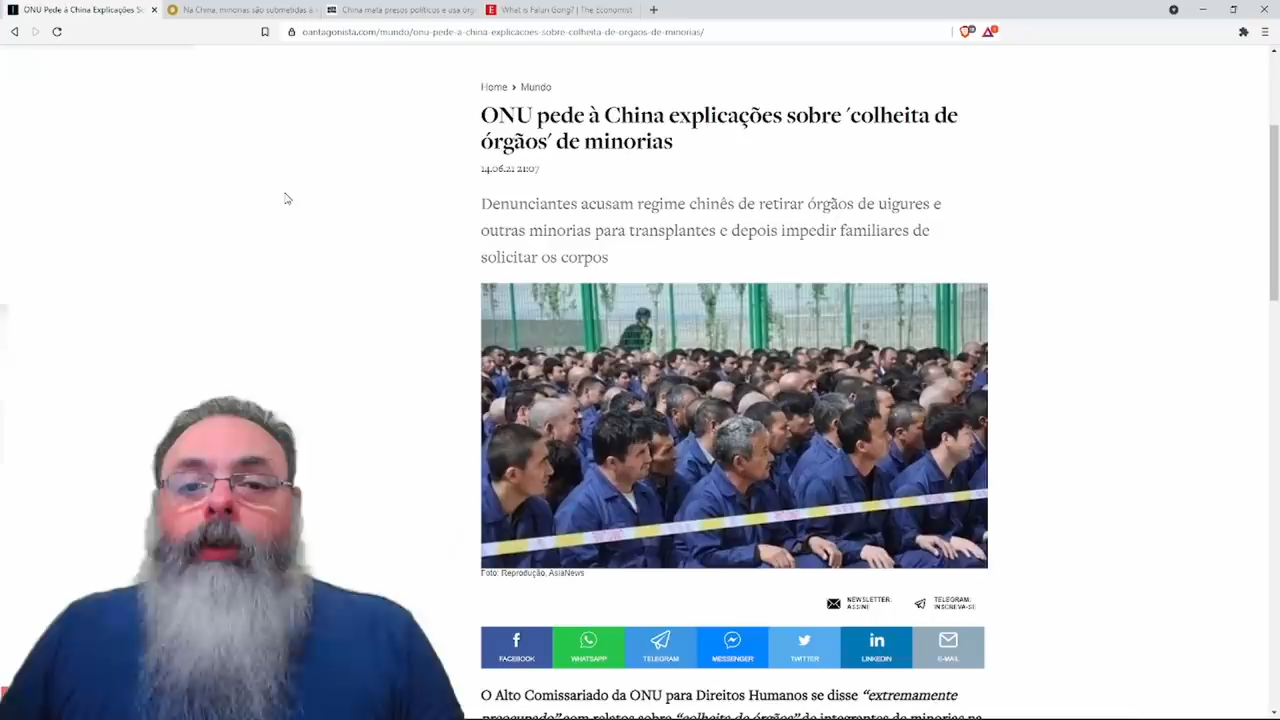 ONU Pede à China Explicações S
Na China, minorias são submetidas à
China mata presos políticos e usa órg
What is Falun Gong? | The Economist
oantagonista.com/mundo/onu-pede-a-china-explicacoes-sobre-colheita-de-orgaos-de-minorias/
Home > Mundo
ONU pede à China explicações sobre 'colheita de
órgãos' de minorias
14.06.21 21:07
Denunciantes acusam regime chinês de retirar órgãos de uigures e
outras minorias para transplantes e depois impedir familiares de
solicitar os corpos
Foto: Reprodução, AsiaNews
NEWSLETTER:
ASSINE
TELEGRAM:
INSCREVA-SE
FACEBOOK
WHATSAPP
TELEGRAM
MESSENGER
TWITTER
LINKEDIN
E-MAIL
O Alto Comissariado da ONU para Direitos Humanos se disse “extremamente
preocupado” com relatos sobre “colheita de órgãos” de integrantes de minorias na